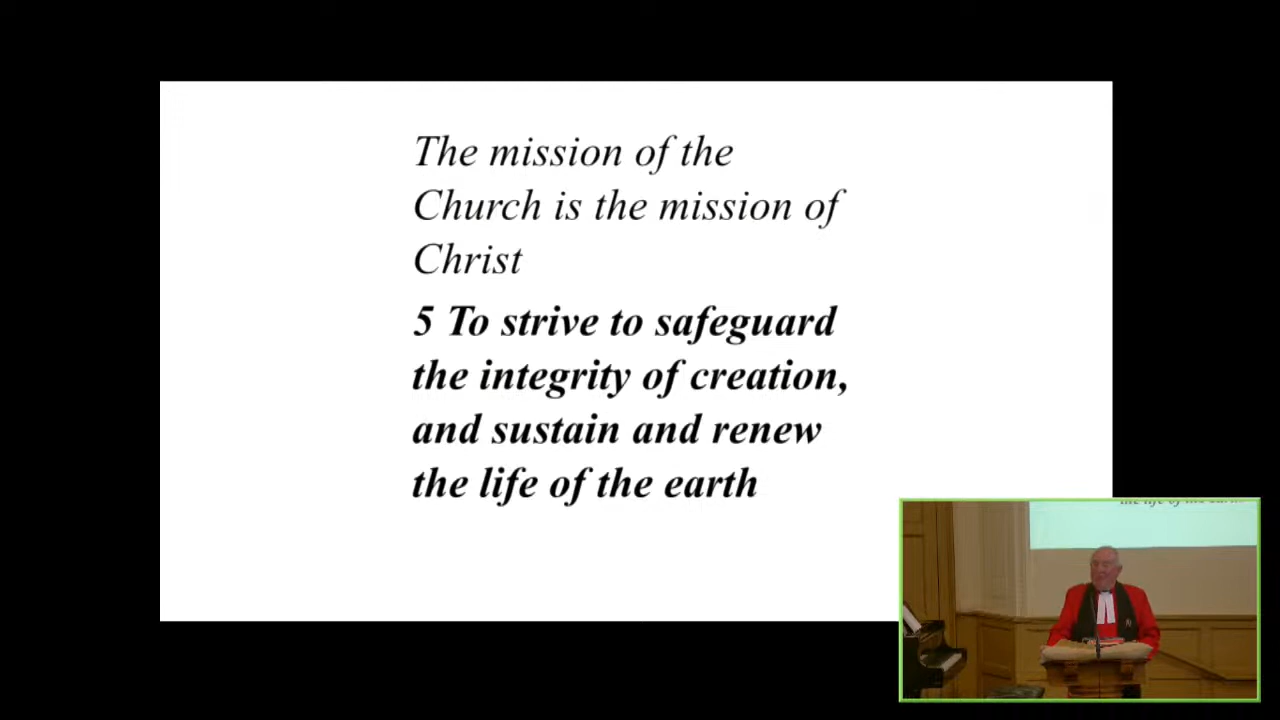 The mission of the
Church is the mission of
Christ
5 To strive to safeguard
the integrity of creation,
and sustain and renew
the life of the earth